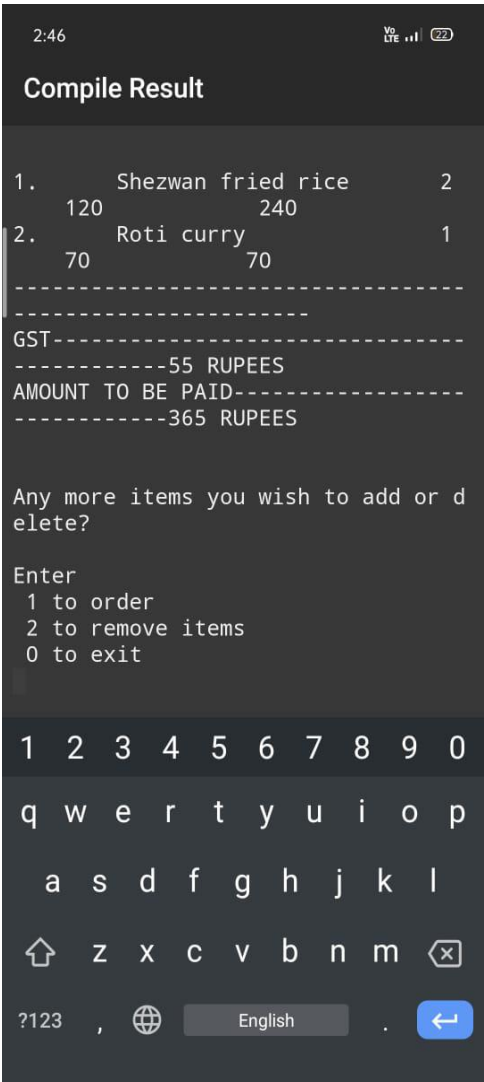 2:46 Vo LTE 22
Compile Result
1. Shezwan fried rice 2
120 240
2. Roti curry 1
70 70
-----------------------------------
-----------------------
GST--------------------------------
------------55 RUPEES
AMOUNT TO BE PAID------------------
------------365 RUPEES
Any more items you wish to add or d
elete?
Enter
1 to order
2 to remove items
0 to exit
1 2 3 4 5 6 7 8 9 0
q w e r t y u i o p
a s d f g h j k l
z x c v b n m
?123 , English .